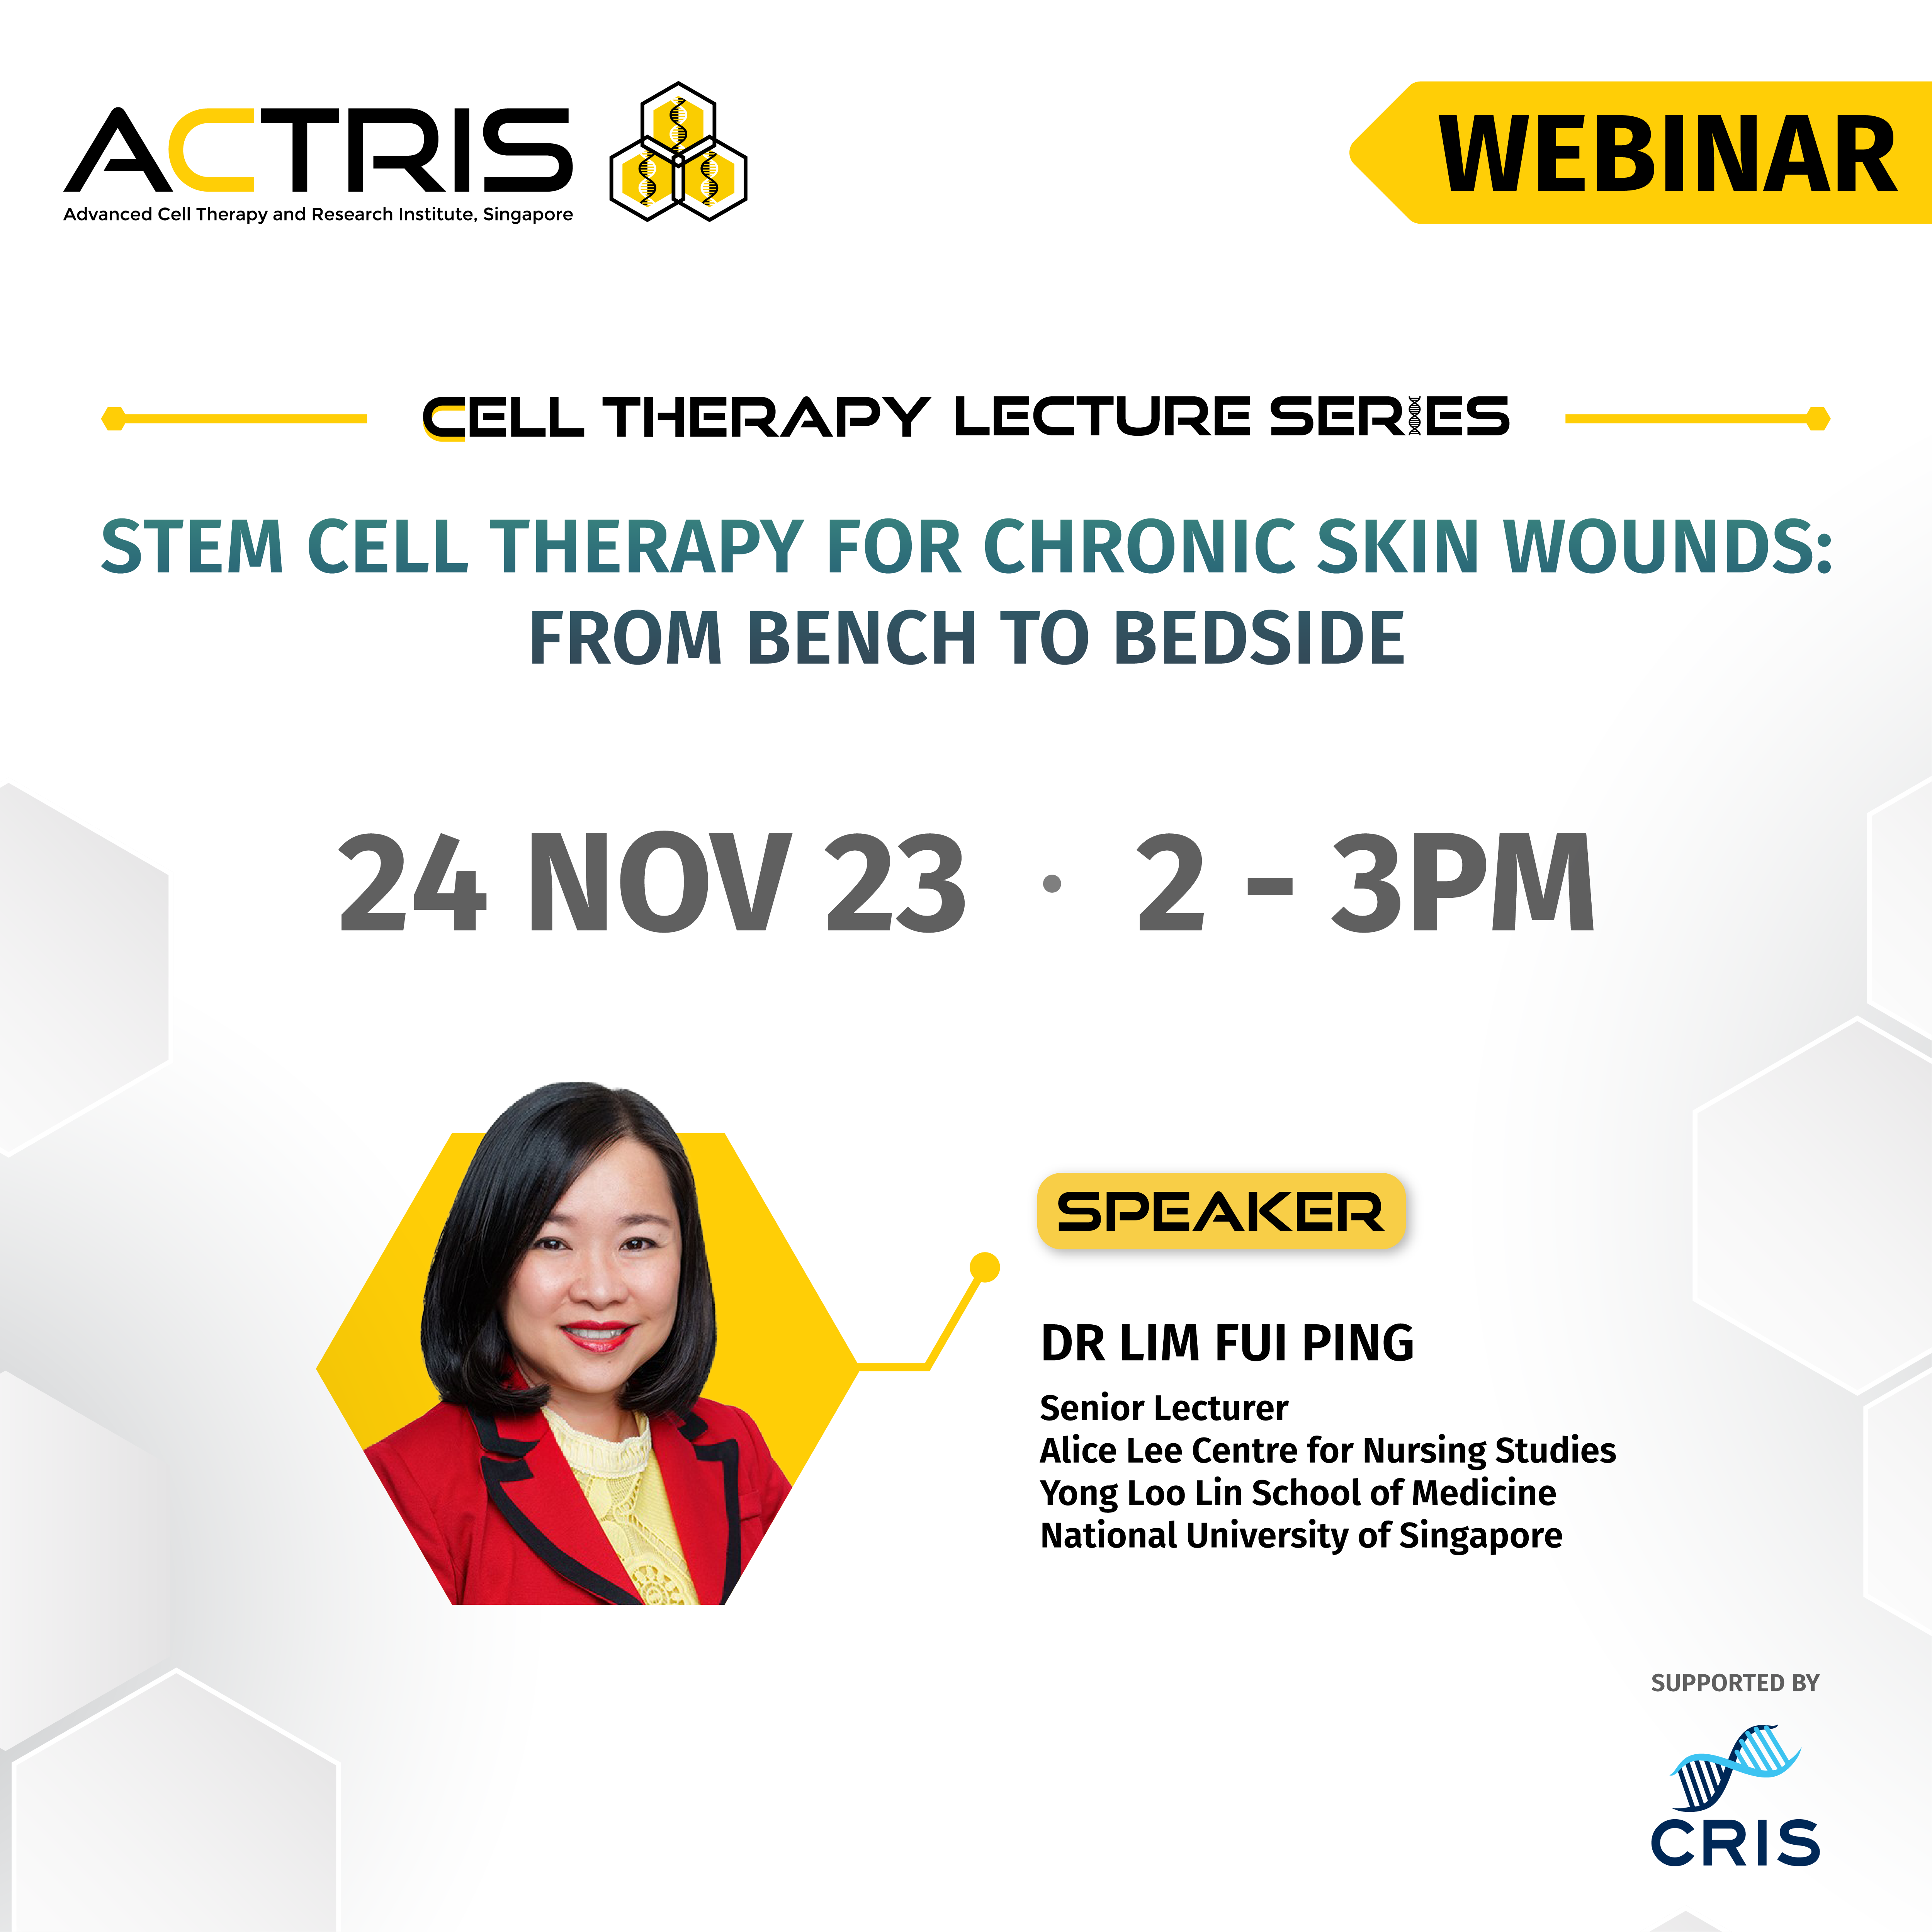 ACTRIS
Advanced Cell Therapy and Research Institute, Singapore
WEBINAR
CELL THERAPY LECTURE SERIES
STEM CELL THERAPY FOR CHRONIC SKIN WOUNDS:
FROM BENCH TO BEDSIDE
24 NOV 23 · 2 - 3PM
SPEAKER
DR LIM FUI PING
Senior Lecturer
Alice Lee Centre for Nursing Studies
Yong Loo Lin School of Medicine
National University of Singapore
SUPPORTED BY
CRIS